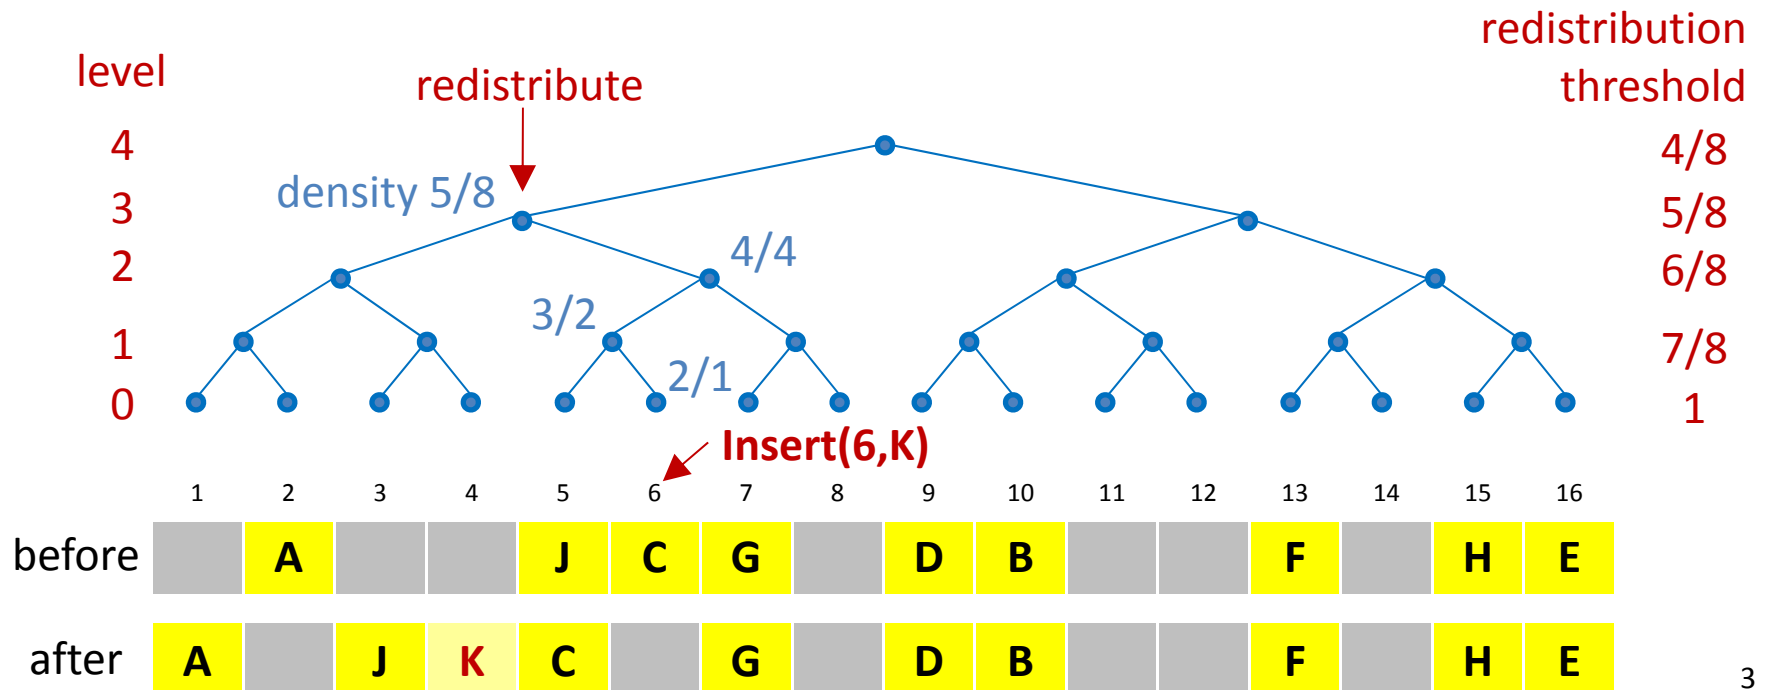 redistribution
threshold
level
redistribute
4 4/8
density 5/8
3 5/8
2 4/4 6/8
3/2
1 7/8
2/1
0 1
Insert(6,K)
1 2 3 4 5 6 7 8 9 10 11 12 13 14 15 16
before A J C G D B F H E
after A J K C G D B F H E
3